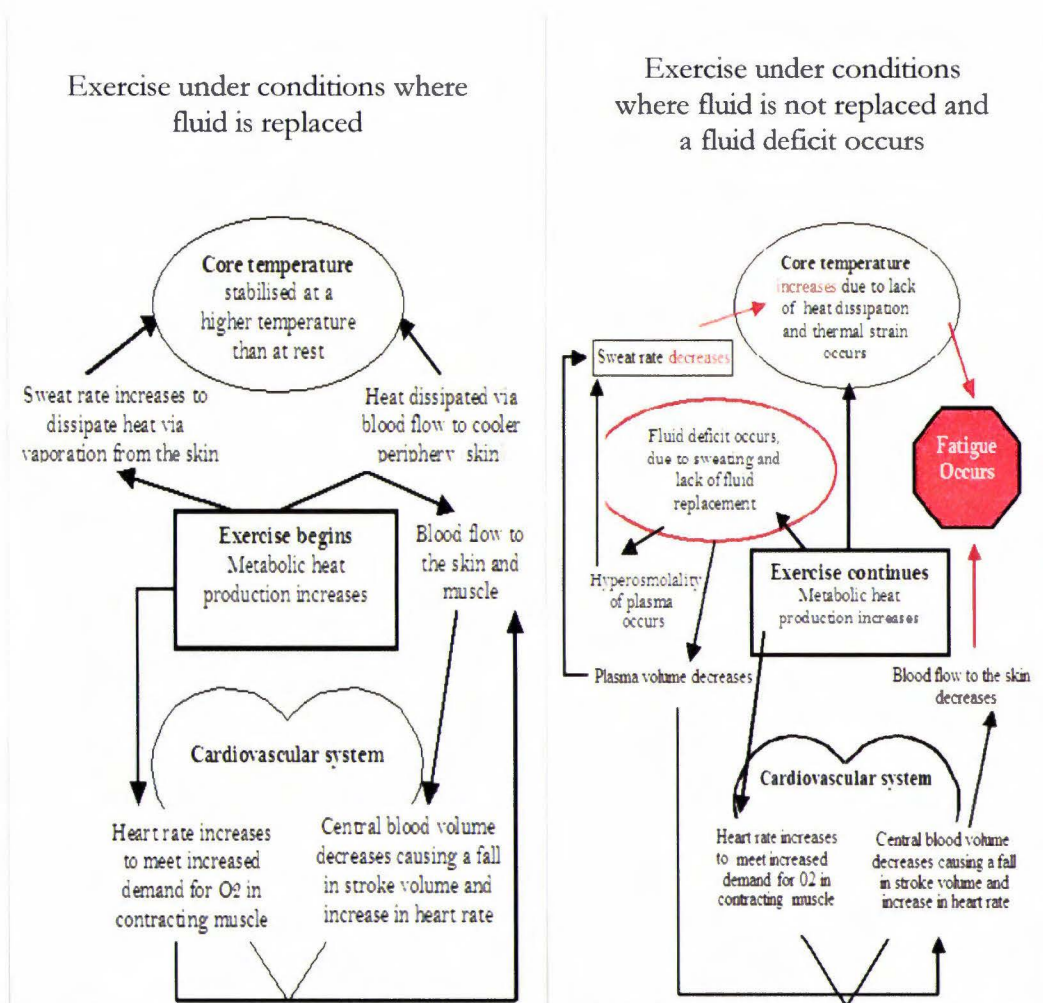 Exercise under conditions where
fluid is replaced
Core temperature
stabilised at a
higher temperature
than at rest
Sweat rate increases to
dissipate heat via
vaporation from the skin
Heat dissipated via
blood flow to cooler
periphery skin
Exercise begins
Metabolic heat
production increases
Blood flow to
the skin and
muscle
Cardiovascular system
Heart rate increases
to meet increased
demand for O2 in
contracting muscle
Central blood volume
decreases causing a fall
in stroke volume and
increase in heart rate
Exercise under conditions
where fluid is not replaced and
a fluid deficit occurs
Core temperature
increases due to lack
of heat dissipation
and thermal strain
occurs
Sweat rate decreases
Fluid deficit occurs,
due to sweating and
lack of fluid
replacement
Fatigue
Occurs
Hyperosmolality
of plasma
occurs
Exercise continues
Metabolic heat
production increases
Plasma volume decreases
Blood flow to the skin
decreases
Cardiovascular system
Heart rate increases
to meet increased
demand for 02 in
contracting muscle
Central blood volume
decreases causing a fall
in stroke volume and
increase in heart rate